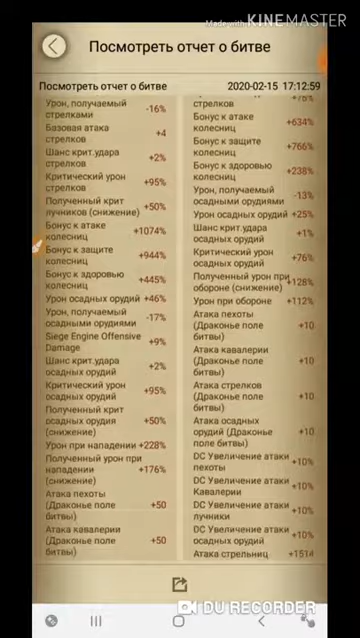 Made with KINEMASTER
Посмотреть отчет о битве
Посмотреть отчет о битве 2020-02-15 17:12:59
Урон, получаемый
стрелками -16%
Базовая атака
стрелков +4
Шанс крит.удара
стрелков +2%
Критический урон
стрелков +95%
Полученный крит
лучников (снижение) +50%
Бонус к атаке
колесниц +1074%
Бонус к защите
колесниц +944%
Бонус к здоровью
колесниц +445%
Урон осадных орудий +46%
Урон, получаемый
осадными орудиями -17%
Siege Engine Offensive
Damage +9%
Шанс крит.удара
осадных орудий +2%
Критический урон
осадных орудий +95%
Полученный крит
осадных орудий
(снижение) +50%
Урон при нападении +228%
Полученный урон при
нападении
(снижение) +176%
Атака пехоты
(Драконье поле
битвы) +50
Атака кавалерии
(Драконье поле
битвы) +50
стрелков +78%
Бонус к атаке
колесниц +634%
Бонус к защите
колесниц +766%
Бонус к здоровью
колесниц +238%
Урон, получаемый
осадными орудиями -13%
Урон осадных орудий +25%
Шанс крит.удара
осадных орудий +1%
Критический урон
осадных орудий +76%
Полученный урон при
обороне (снижение) +128%
Урон при обороне +112%
Атака пехоты
(Драконье поле
битвы) +10
Атака кавалерии
(Драконье поле
битвы) +10
Атака стрелков
(Драконье поле
битвы) +10
Атака осадных
орудий (Драконье
поле битвы) +10
DC Увеличение атаки
пехоты +10%
DC Увеличение атаки
Кавалерии +10%
DC Увеличение атаки
лучники +10%
DC Увеличение атаки
осадных орудий +10%
Атака стрельниц +1514
DU RECORDER